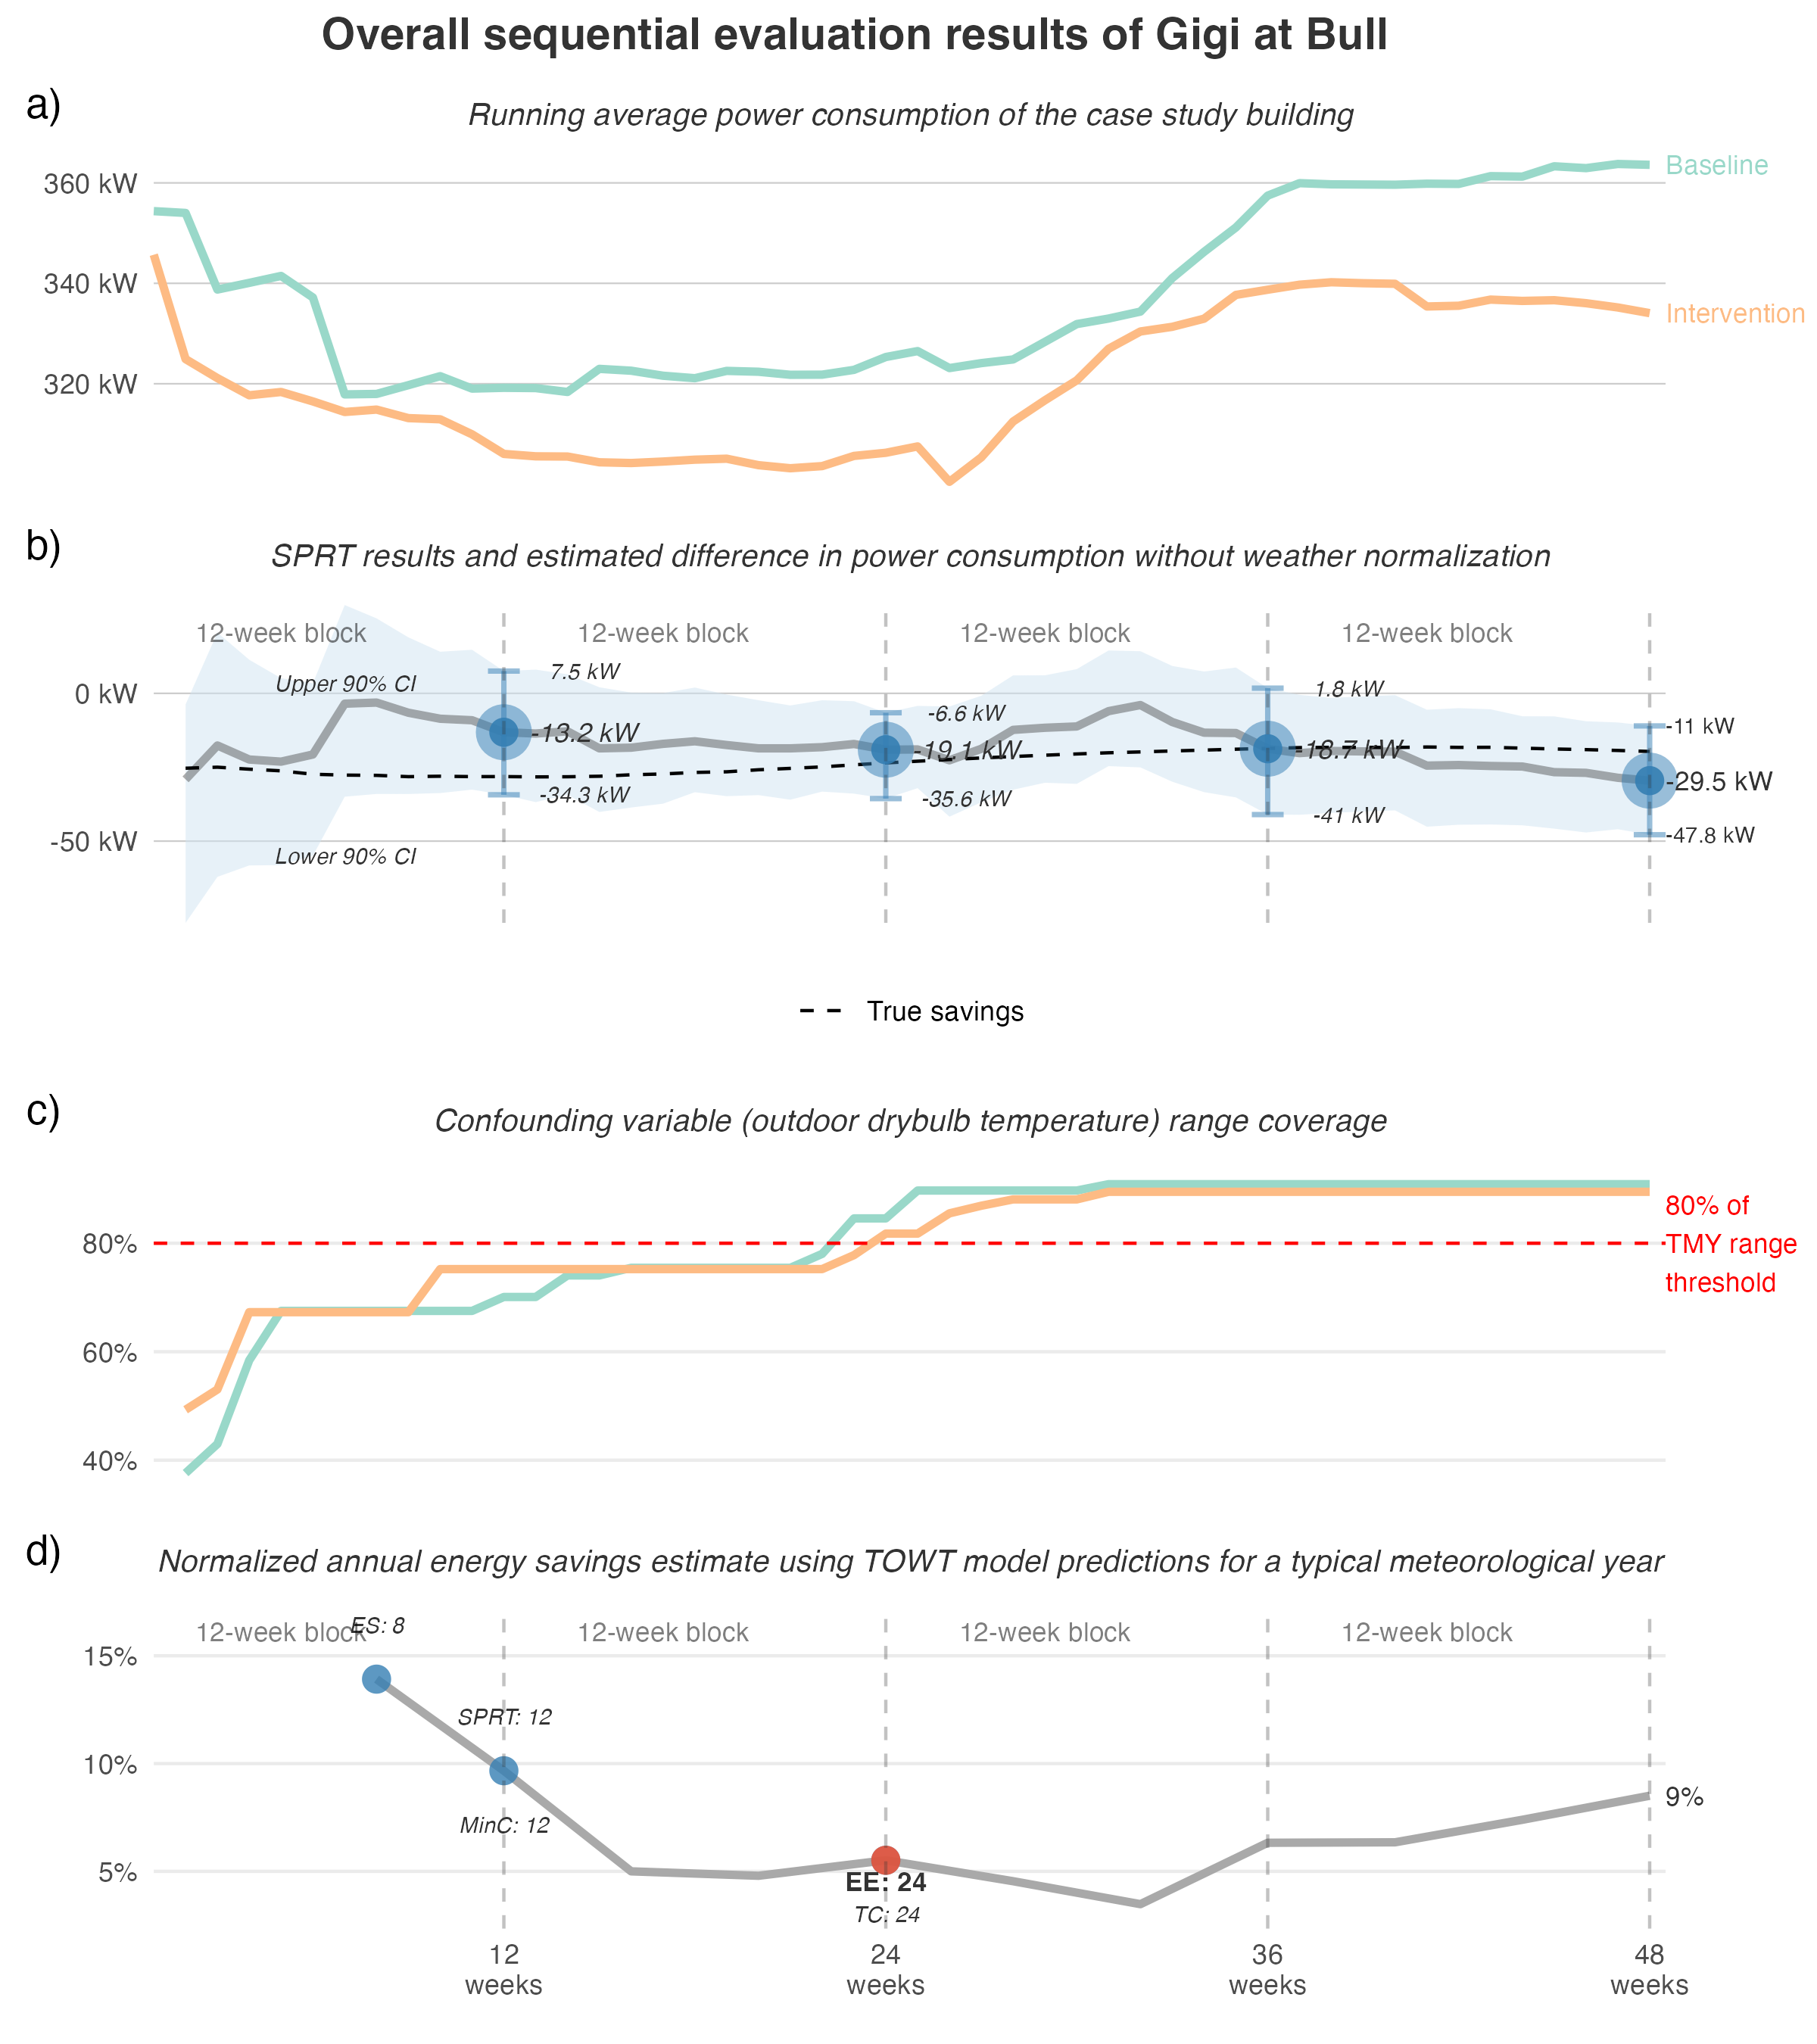 Overall sequential evaluation results of Gigi at Bull
a)
Running average power consumption of the case study building
360 kW
340 kW
320 kW
Baseline
Intervention
b)
SPRT results and estimated difference in power consumption without weather normalization
12-week block
12-week block
12-week block
12-week block
0 kW
-50 kW
Upper 90% CI
Lower 90% CI
7.5 kW
-13.2 kW
-34.3 kW
-6.6 kW
-19.1 kW
-35.6 kW
1.8 kW
-18.7 kW
-41 kW
-11 kW
-29.5 kW
-47.8 kW
True savings
c)
Confounding variable (outdoor drybulb temperature) range coverage
80%
60%
40%
80% of
TMY range
threshold
d)
Normalized annual energy savings estimate using TOWT model predictions for a typical meteorological year
12-week block
12-week block
12-week block
12-week block
15%
10%
5%
ES: 8
SPRT: 12
MinC: 12
EE: 24
TC: 24
9%
12
weeks
24
weeks
36
weeks
48
weeks